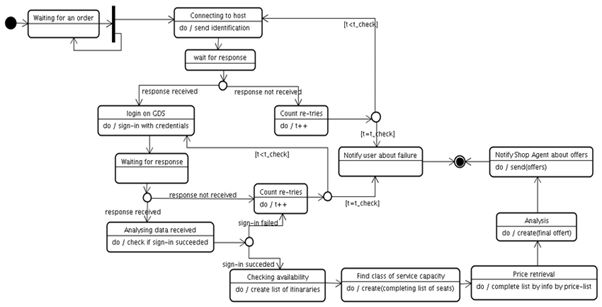 Waiting for an order
Connecting to host
do / send identification
[t<t_check]
wait for response
response received
response not received
login on GDS
do / sign-in with credentials
Count re-tries
do / t++
[t=t_check]
[t<t_check]
Waiting for response
Notify user about failure
Notify Shop Agent about offers
do / send(offers)
response not received
Count re-tries
do / t++
[t=t_check]
response received
Analysing data received
do / check if sign-in succeeded
sign-in failed
Analysis
do / create(final offert)
sign-in succeded
Checking availability
do / create list of itinararies
Find class of service capacity
do / create(completing list of seats)
Price retrieval
do / complete list by info by price-list